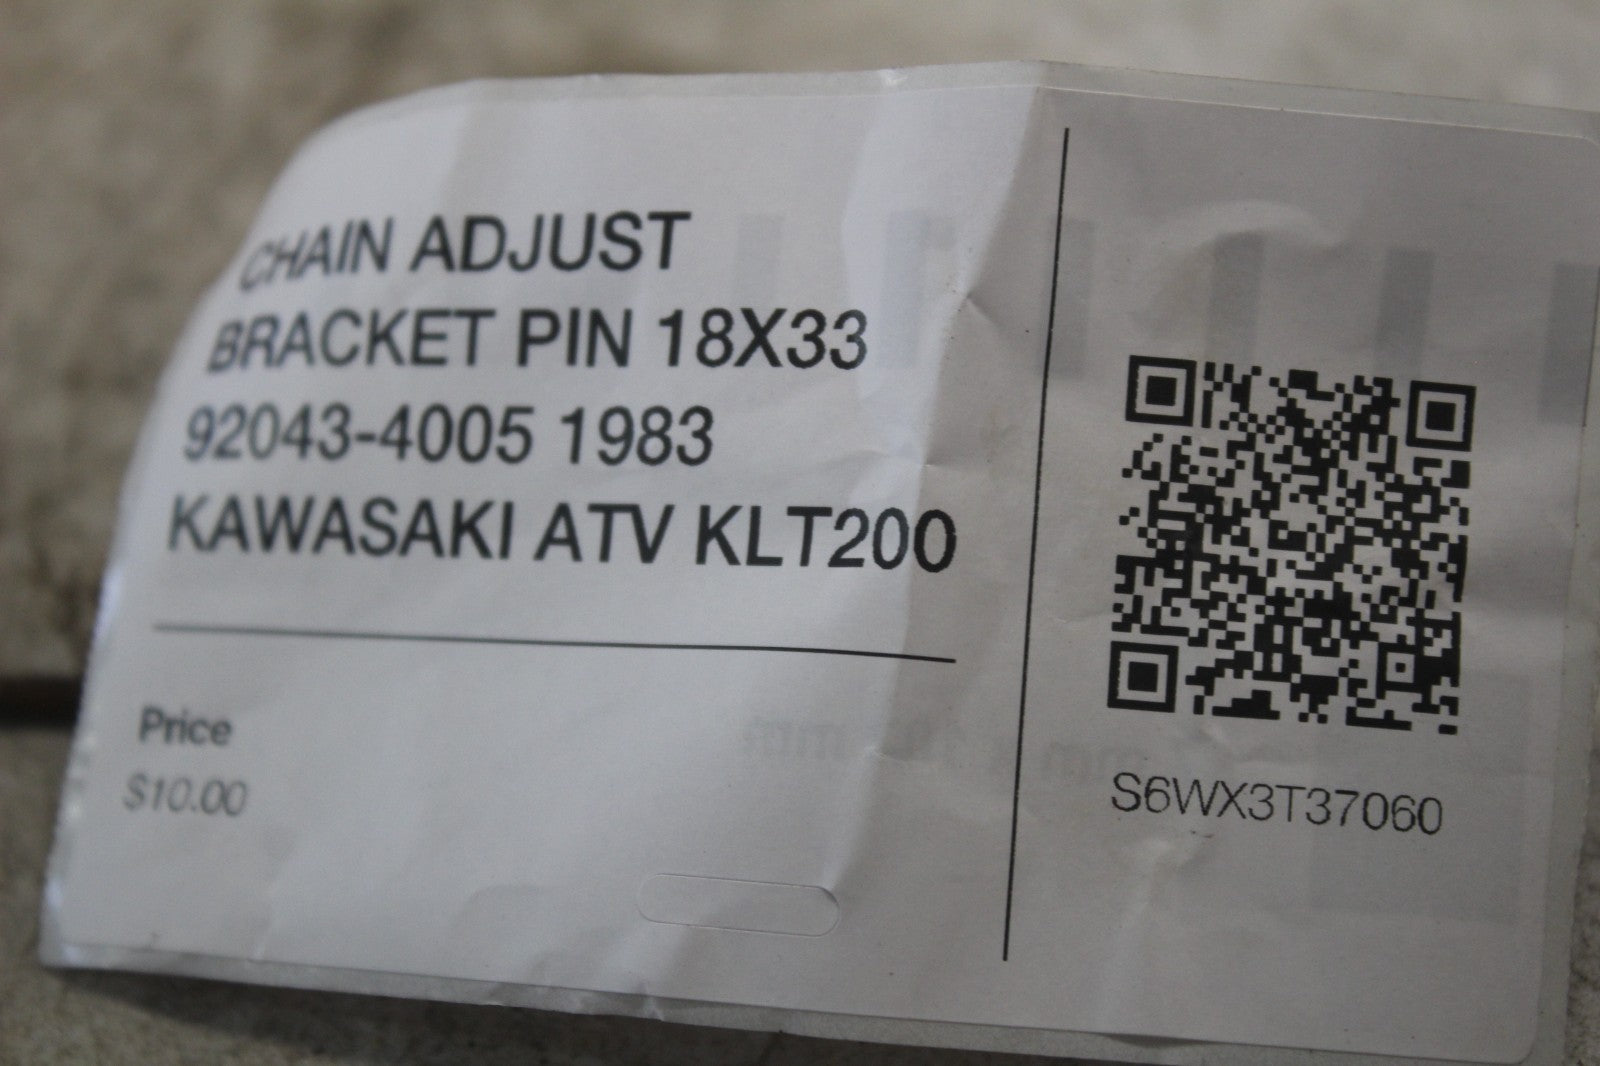 CHAIN ADJUST
BRACKET PIN 18X33
92043-4005 1983
KAWASAKI ATV KLT200
Price
$10.00
S6WX3T37060